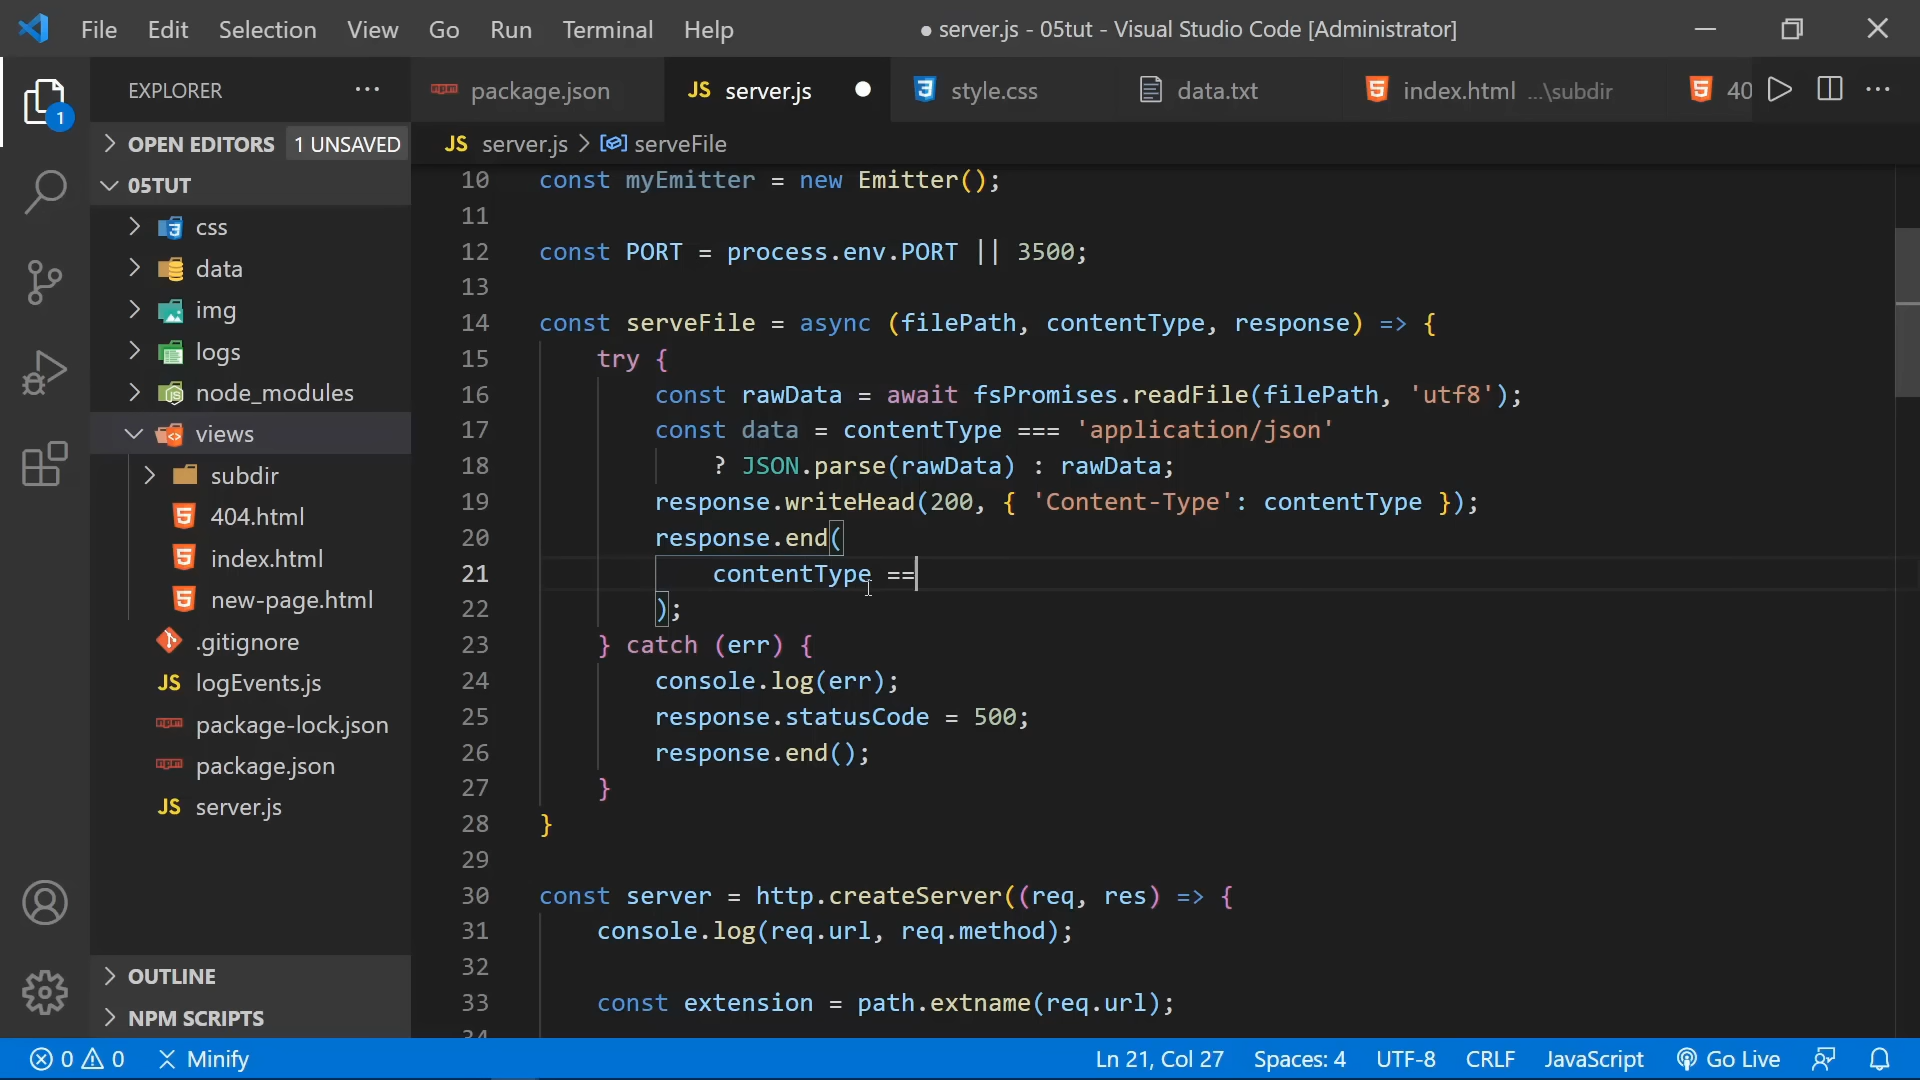 File Edit Selection View Go Run Terminal Help
● server.js - 05tut - Visual Studio Code [Administrator]
1
EXPLORER
OPEN EDITORS 1 UNSAVED
05TUT
css
data
img
logs
node_modules
views
subdir
404.html
index.html
new-page.html
.gitignore
JS logEvents.js
package-lock.json
package.json
JS server.js
OUTLINE
NPM SCRIPTS
package.json
JS server.js
style.css
data.txt
index.html ...\subdir
40
JS server.js > serveFile
10 const myEmitter = new Emitter();
11
12 const PORT = process.env.PORT || 3500;
13
14 const serveFile = async (filePath, contentType, response) => {
15 try {
16 const rawData = await fsPromises.readFile(filePath, 'utf8');
17 const data = contentType === 'application/json'
18 ? JSON.parse(rawData) : rawData;
19 response.writeHead(200, { 'Content-Type': contentType });
20 response.end(
21 contentType ==
22 );
23 } catch (err) {
24 console.log(err);
25 response.statusCode = 500;
26 response.end();
27 }
28 }
29
30 const server = http.createServer((req, res) => {
31 console.log(req.url, req.method);
32
33 const extension = path.extname(req.url);
34
0 0 Minify Ln 21, Col 27 Spaces: 4 UTF-8 CRLF JavaScript Go Live